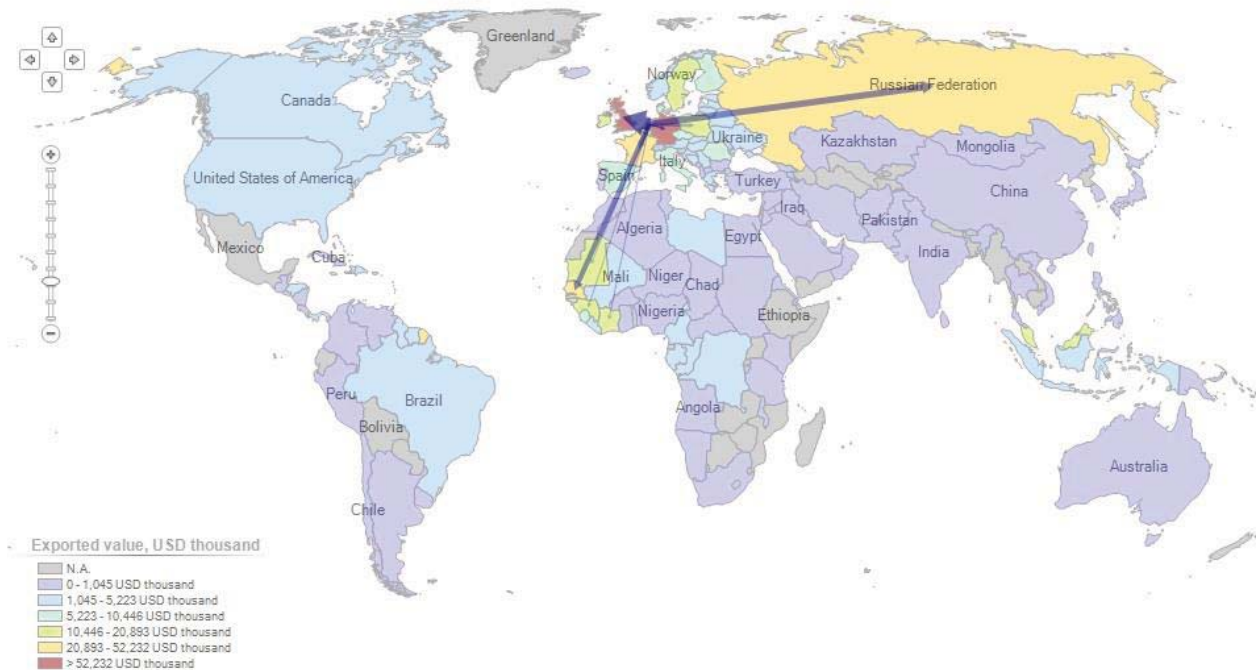 Greenland
Norway
Russian Federation
Canada
Ukraine
Kazakhstan
Mongolia
Italy
Spain
United States of America
Turkey
China
Iraq
Pakistan
Algeria
Egypt
Mexico
Cuba
India
Mali
Niger
Chad
Nigeria
Ethiopia
Peru
Brazil
Angola
Bolivia
Australia
Chile
Exported value, USD thousand
N.A.
0 - 1,045 USD thousand
1,045 - 5,223 USD thousand
5,223 - 10,446 USD thousand
10,446 - 20,893 USD thousand
20,893 - 52,232 USD thousand
> 52,232 USD thousand